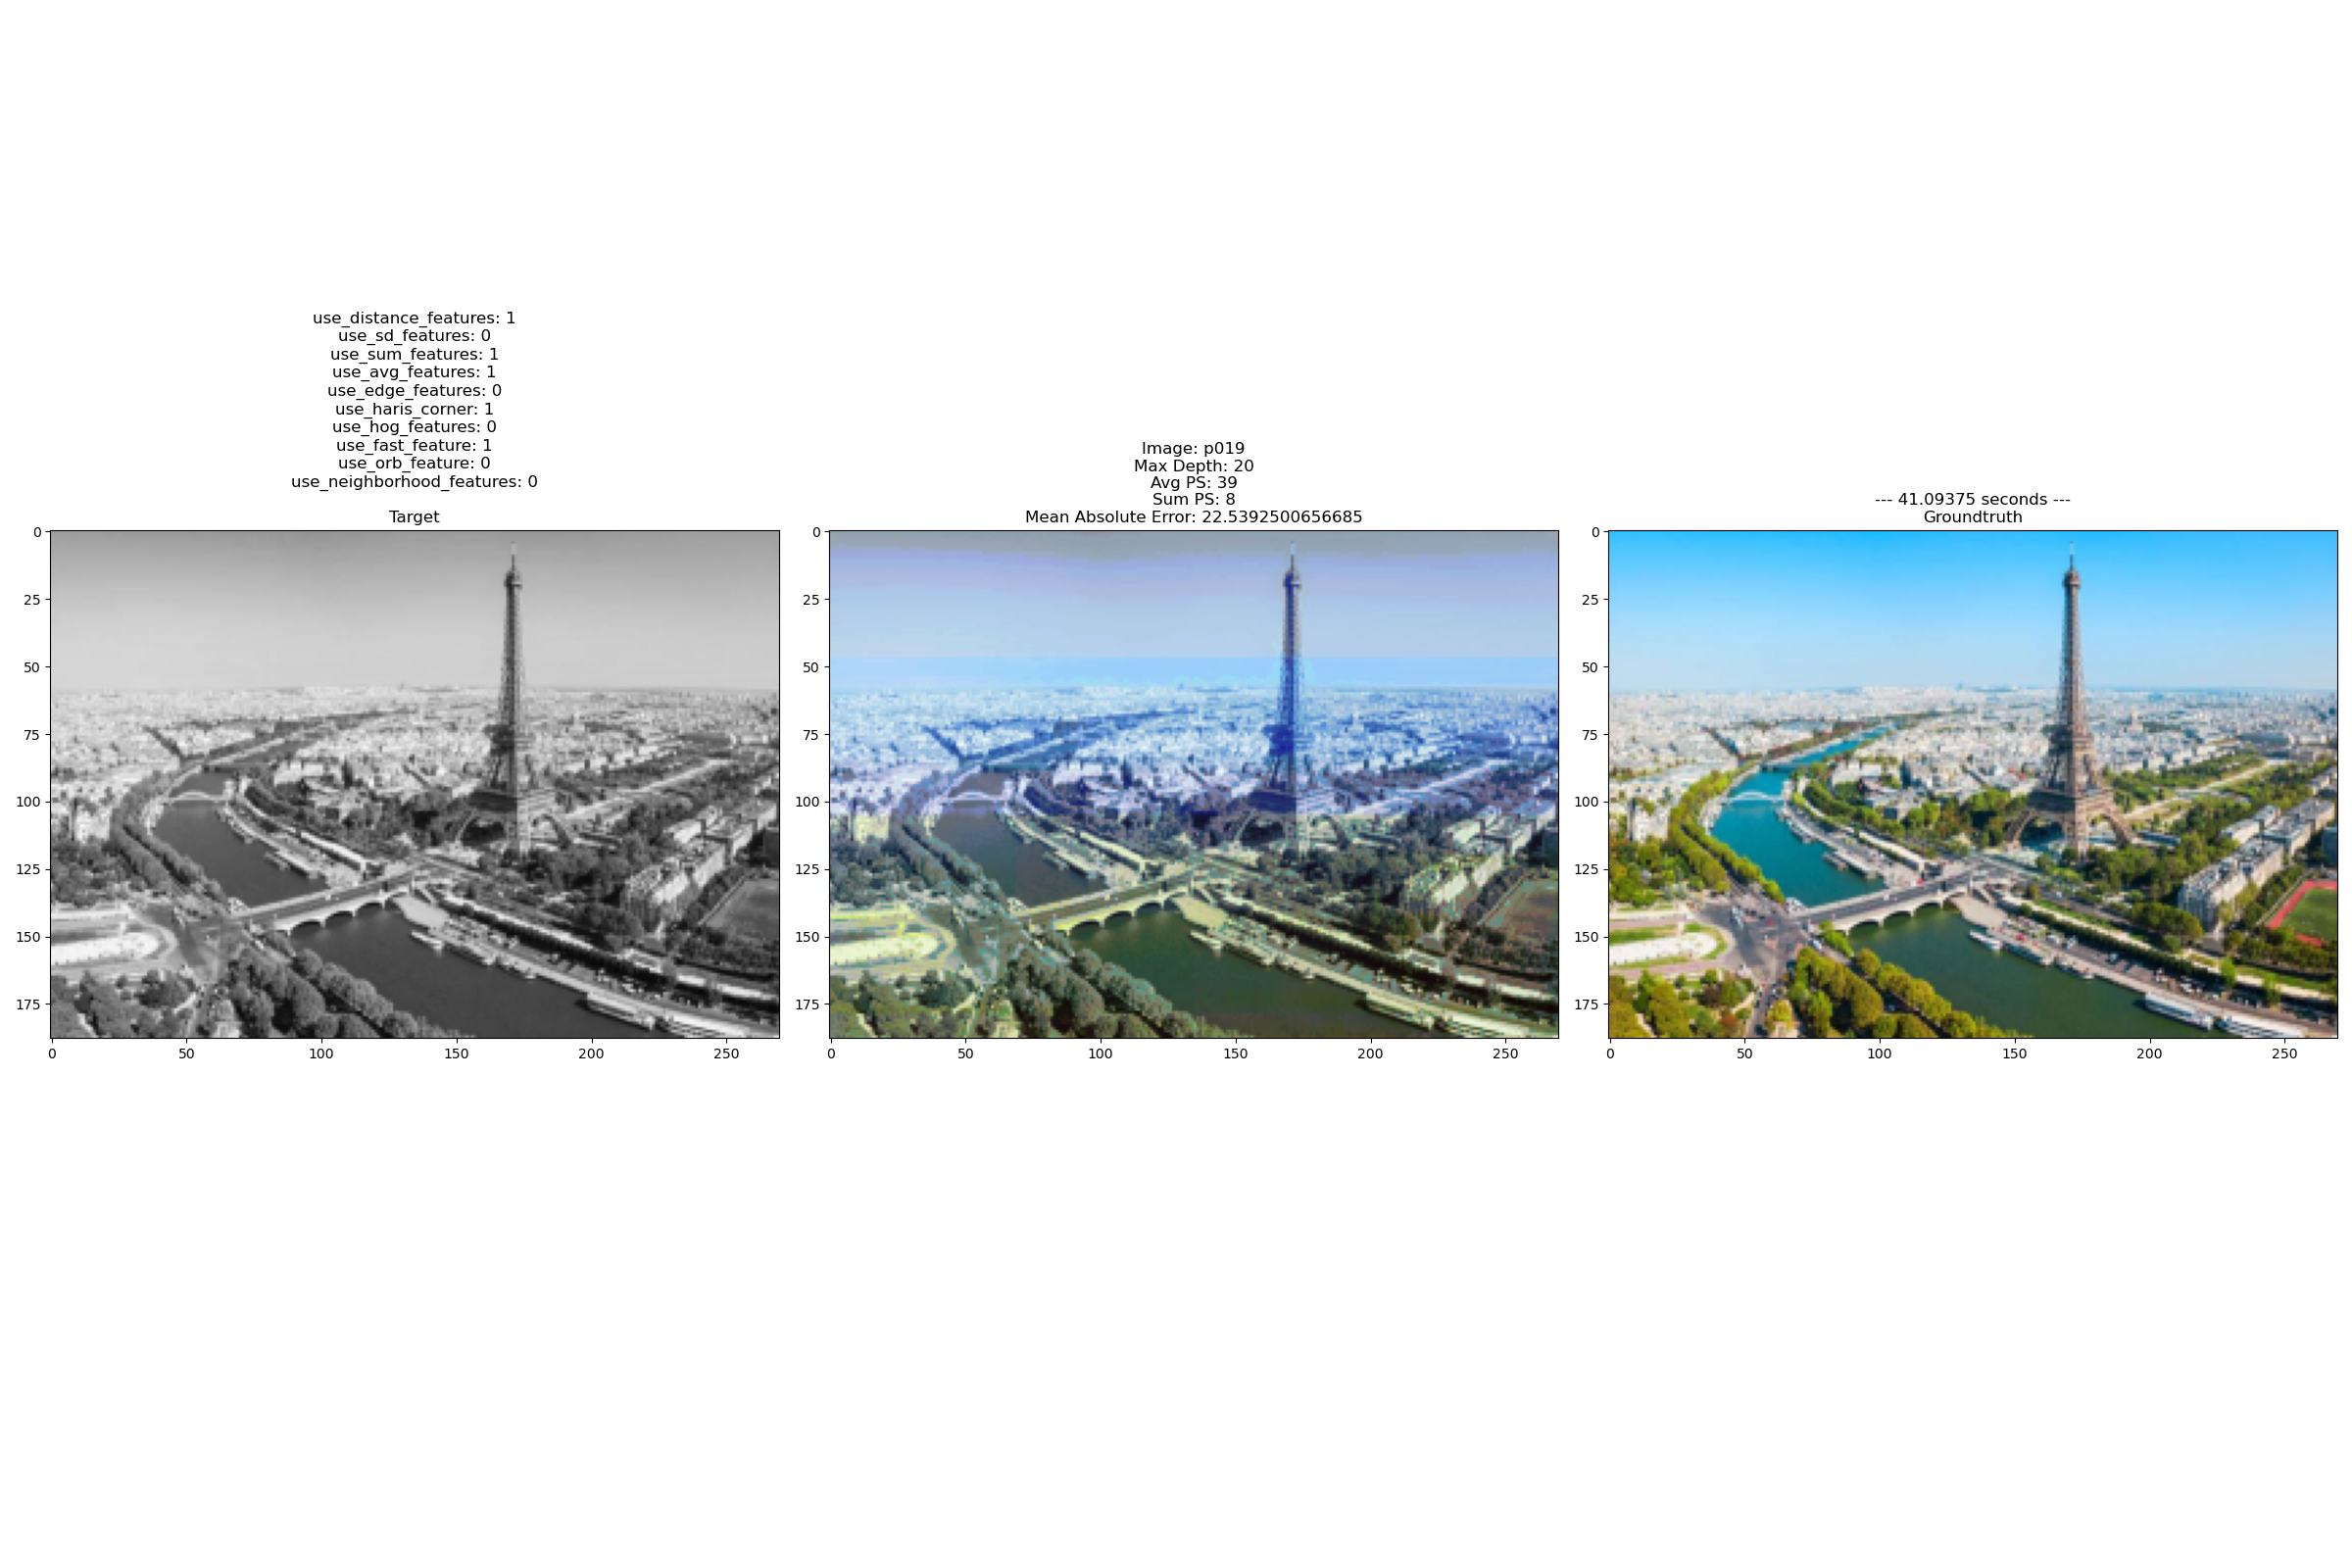 use_distance_features: 1
use_sd_features: 0
use_sum_features: 1
use_avg_features: 1
use_edge_features: 0
use_haris_corner: 1
use_hog_features: 0
use_fast_feature: 1
use_orb_feature: 0
use_neighborhood_features: 0
Target
0
25
50
75
100
125
150
175
0 50 100 150 200 250
Image: p019
Max Depth: 20
Avg PS: 39
Sum PS: 8
Mean Absolute Error: 22.5392500656685
0
25
50
75
100
125
150
175
0 50 100 150 200 250
--- 41.09375 seconds ---
Groundtruth
0
25
50
75
100
125
150
175
0 50 100 150 200 250